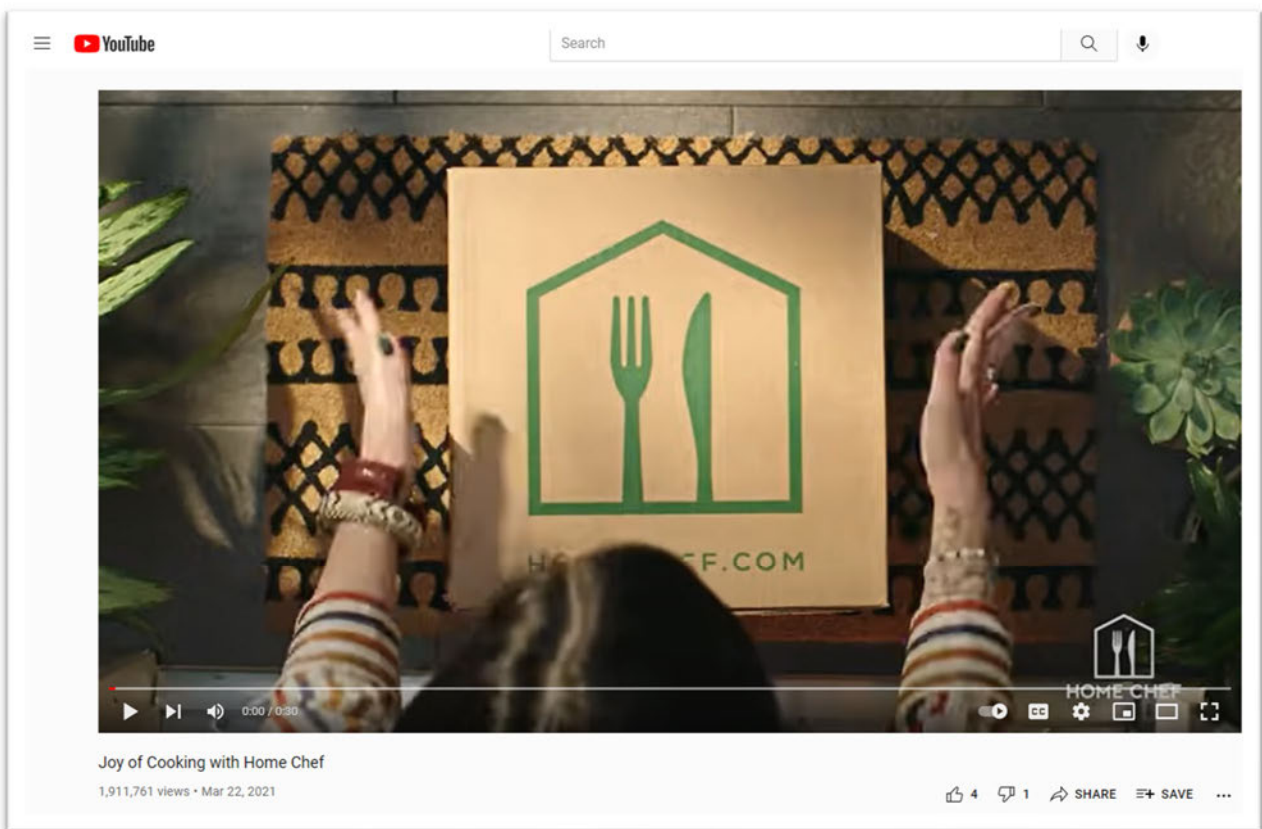 YouTube
Search
H F.COM
HOME CHEF
0:00 / 0:30
CC
Joy of Cooking with Home Chef
1,911,761 views • Mar 22, 2021
4 1 SHARE SAVE ...